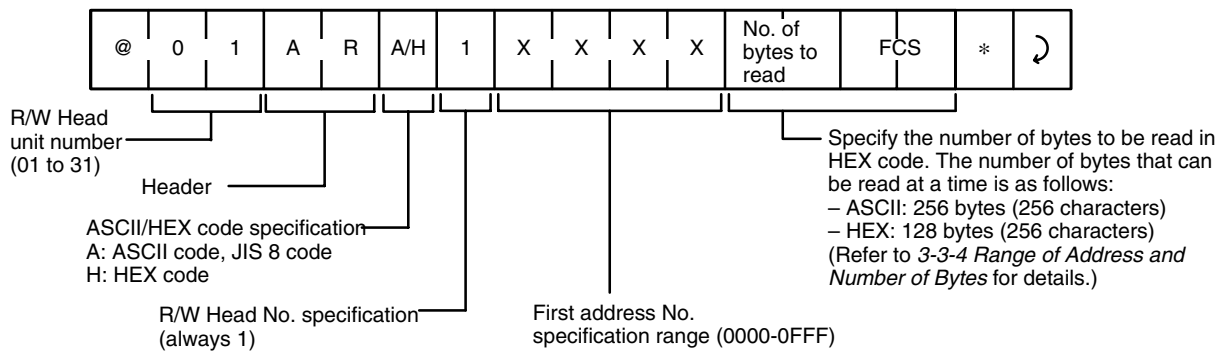 @ 0 1 A R A/H 1 X X X X No. of bytes to read FCS * ⤸
R/W Head
unit number
(01 to 31)
Header
ASCII/HEX code specification
A: ASCII code, JIS 8 code
H: HEX code
R/W Head No. specification
(always 1)
First address No.
specification range (0000-0FFF)
Specify the number of bytes to be read in
HEX code. The number of bytes that can
be read at a time is as follows:
– ASCII: 256 bytes (256 characters)
– HEX: 128 bytes (256 characters)
(Refer to 3-3-4 Range of Address and
Number of Bytes for details.)